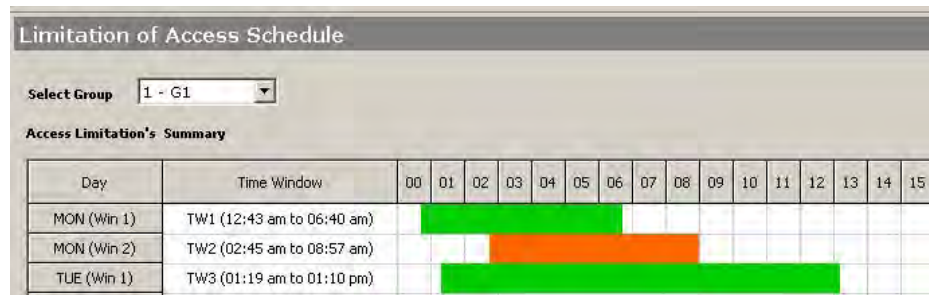 Limitation of Access Schedule
Select Group 1 - G1
Access Limitation's Summary
Day Time Window 00 01 02 03 04 05 06 07 08 09 10 11 12 13 14 15
MON (Win 1) TW1 (12:43 am to 06:40 am)
MON (Win 2) TW2 (02:45 am to 08:57 am)
TUE (Win 1) TW3 (01:19 am to 01:10 pm)